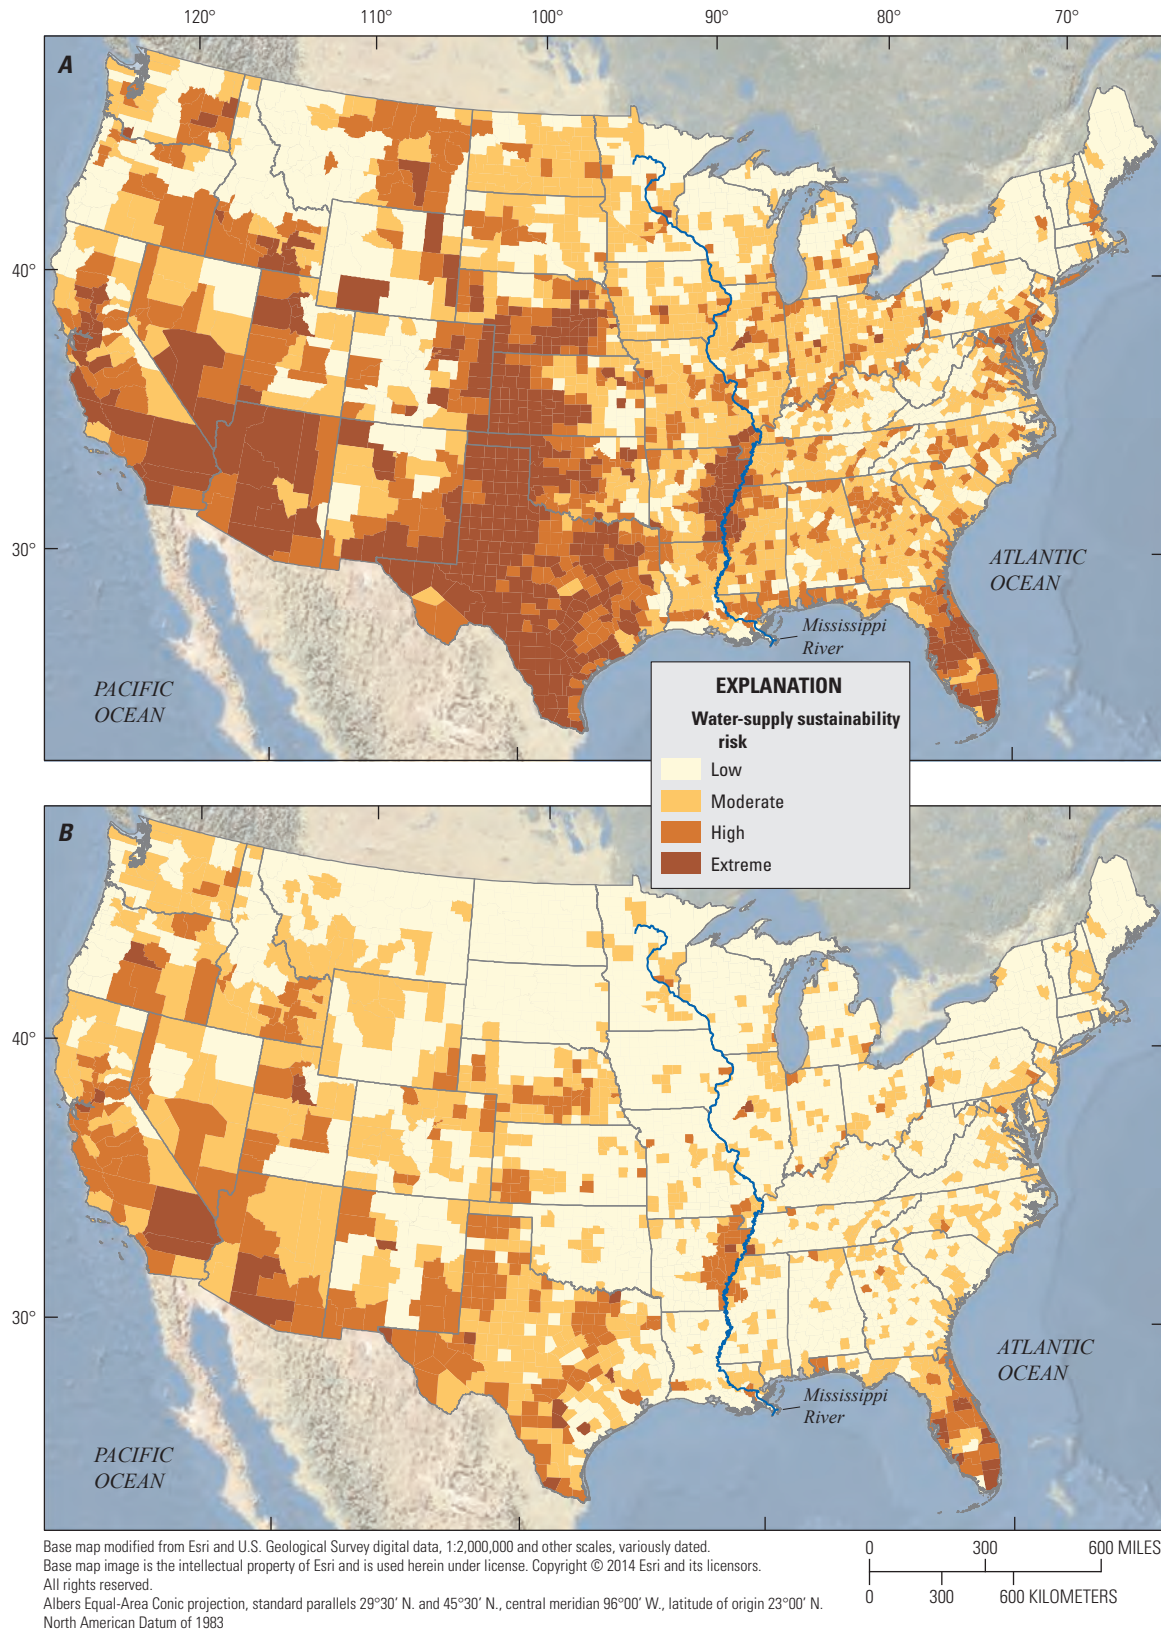 120°
110°
100°
90°
80°
70°
A
40°
30°
ATLANTIC
OCEAN
Mississippi
River
PACIFIC
OCEAN
EXPLANATION
Water-supply sustainability
risk
Low
Moderate
High
Extreme
B
40°
30°
ATLANTIC
OCEAN
Mississippi
River
PACIFIC
OCEAN
Base map modified from Esri and U.S. Geological Survey digital data, 1:2,000,000 and other scales, variously dated.
Base map image is the intellectual property of Esri and is used herein under license. Copyright © 2014 Esri and its licensors.
All rights reserved.
Albers Equal-Area Conic projection, standard parallels 29°30′ N. and 45°30′ N., central meridian 96°00′ W., latitude of origin 23°00′ N.
North American Datum of 1983
0 300 600 MILES
0 300 600 KILOMETERS